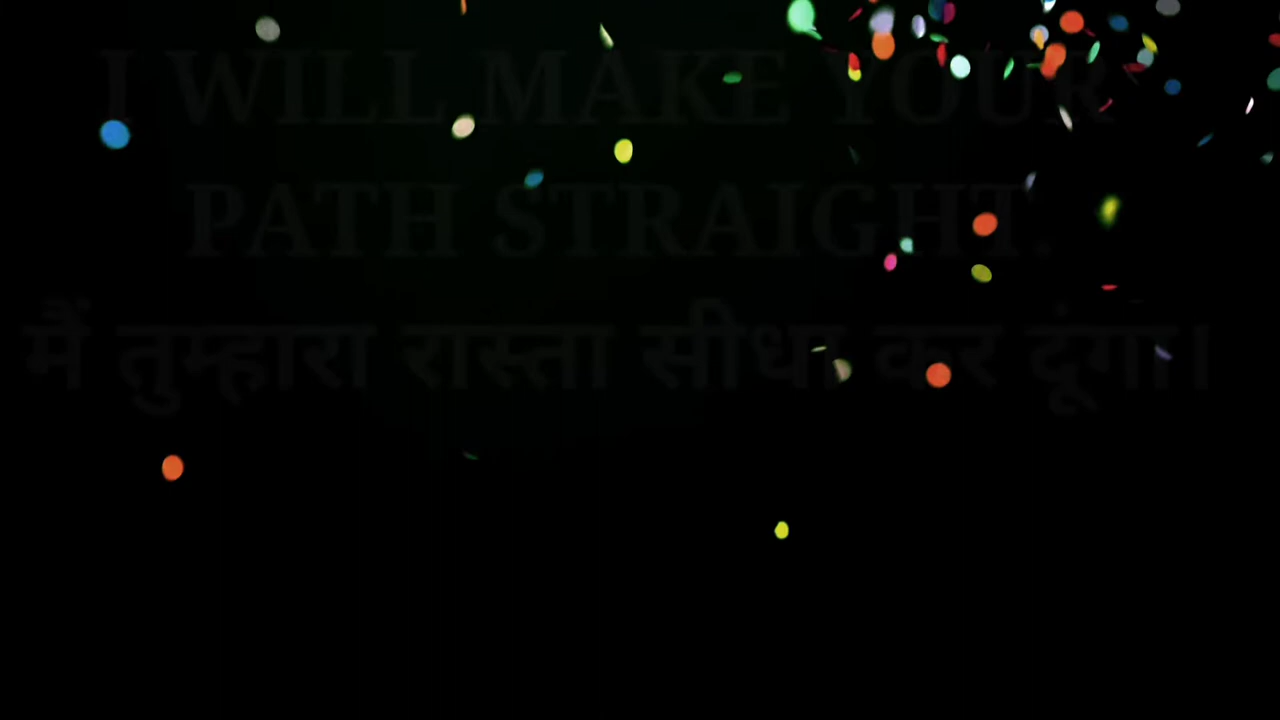 I WILL MAKE YOUR
PATH STRAIGHT.
मैं तुम्हारा रास्ता सीधा कर दूंगा।